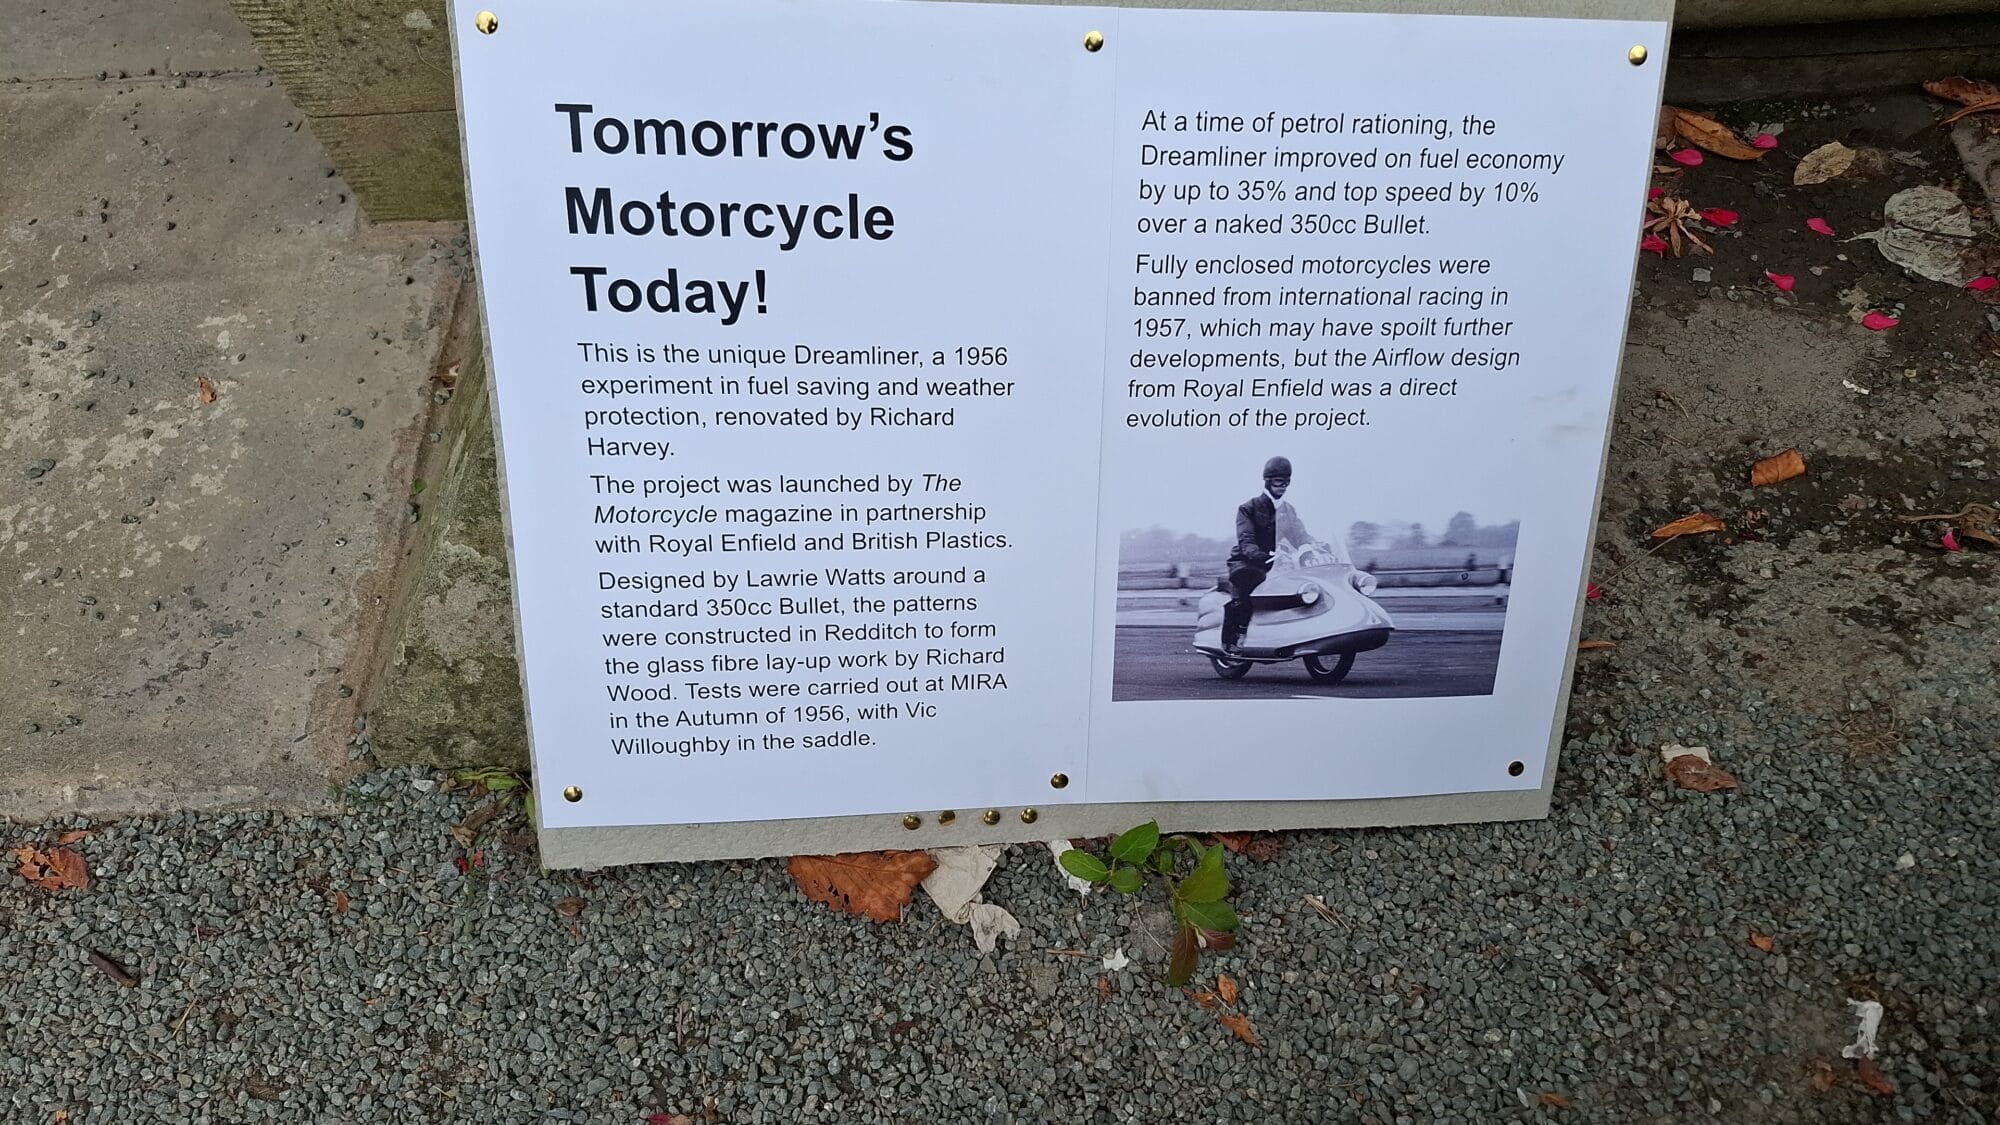 Tomorrow’s
Motorcycle
Today!
This is the unique Dreamliner, a 1956
experiment in fuel saving and weather
protection, renovated by Richard
Harvey.
The project was launched by The
Motorcycle magazine in partnership
with Royal Enfield and British Plastics.
Designed by Lawrie Watts around a
standard 350cc Bullet, the patterns
were constructed in Redditch to form
the glass fibre lay-up work by Richard
Wood. Tests were carried out at MIRA
in the Autumn of 1956, with Vic
Willoughby in the saddle.
At a time of petrol rationing, the
Dreamliner improved on fuel economy
by up to 35% and top speed by 10%
over a naked 350cc Bullet.
Fully enclosed motorcycles were
banned from international racing in
1957, which may have spoilt further
developments, but the Airflow design
from Royal Enfield was a direct
evolution of the project.